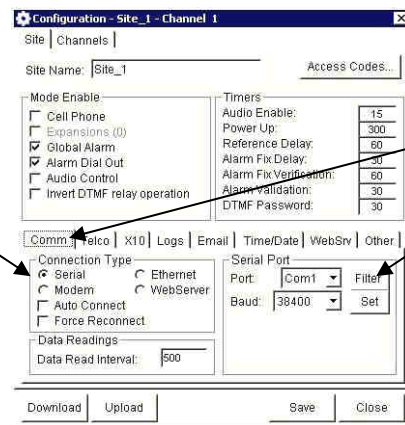 Configuration - Site_1 - Channel 1
Site Channels
Site Name: Site_1 Access Codes...
Mode Enable
Cell Phone
Expansions (0)
Global Alarm
Alarm Dial Out
Audio Control
Invert DTMF relay operation
Timers
Audio Enable: 15
Power Up: 300
Reference Delay: 60
Alarm Fix Delay: 30
Alarm Fix Verification: 60
Alarm Validation: 30
DTMF Password: 30
Comm Telco X10 Logs Email Time/Date WebSrv Other
Connection Type
Serial Ethernet
Modem WebServer
Auto Connect
Force Reconnect
Data Readings
Data Read Interval: 500
Serial Port
Port: Com1 Filter
Baud: 38400 Set
Download Upload Save Close